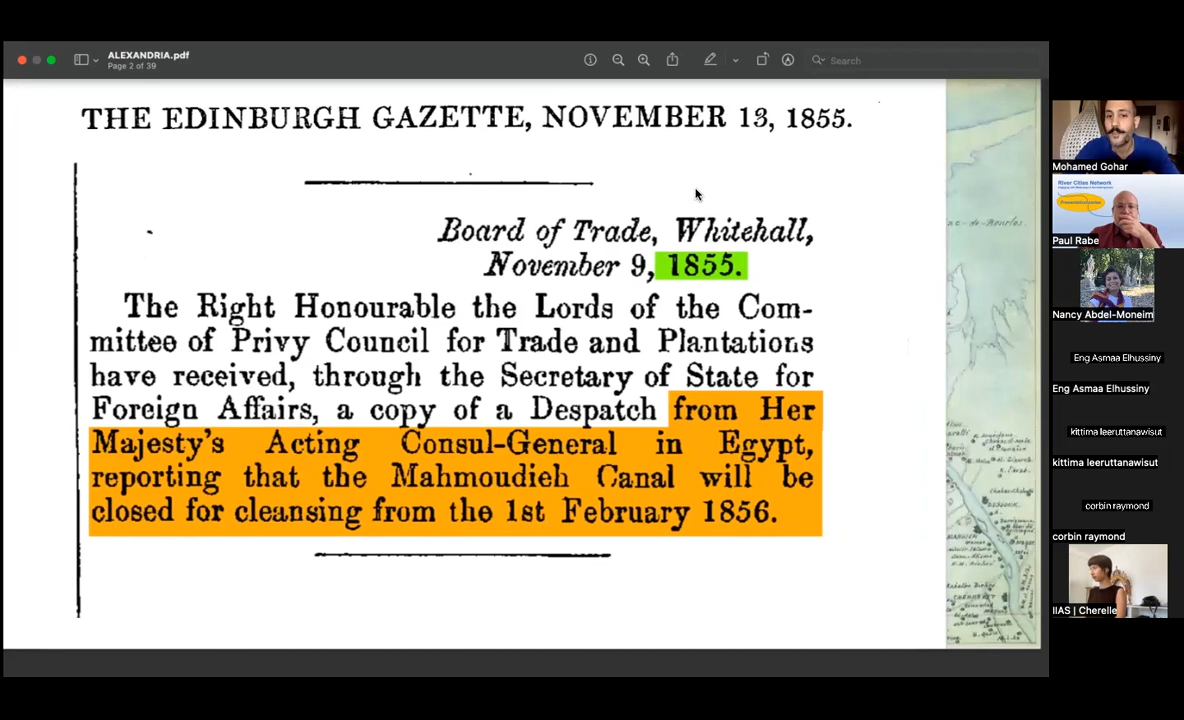 ALEXANDRIA.pdf
Page 2 of 39
Search
THE EDINBURGH GAZETTE, NOVEMBER 13, 1855.
Board of Trade, Whitehall,
November 9, 1855.
The Right Honourable the Lords of the Com-
mittee of Privy Council for Trade and Plantations
have received, through the Secretary of State for
Foreign Affairs, a copy of a Despatch from Her
Majesty's Acting Consul-General in Egypt,
reporting that the Mahmoudieh Canal will be
closed for cleansing from the 1st February 1856.
Mohamed Gohar
River Cities Network
Paul Rabe
Nancy Abdel-Moneim
Eng Asmaa Elhussiny
Eng Asmaa Elhussiny
kittima leeruttanawisut
kittima leeruttanawisut
corbin raymond
corbin raymond
IIAS | Cherelle